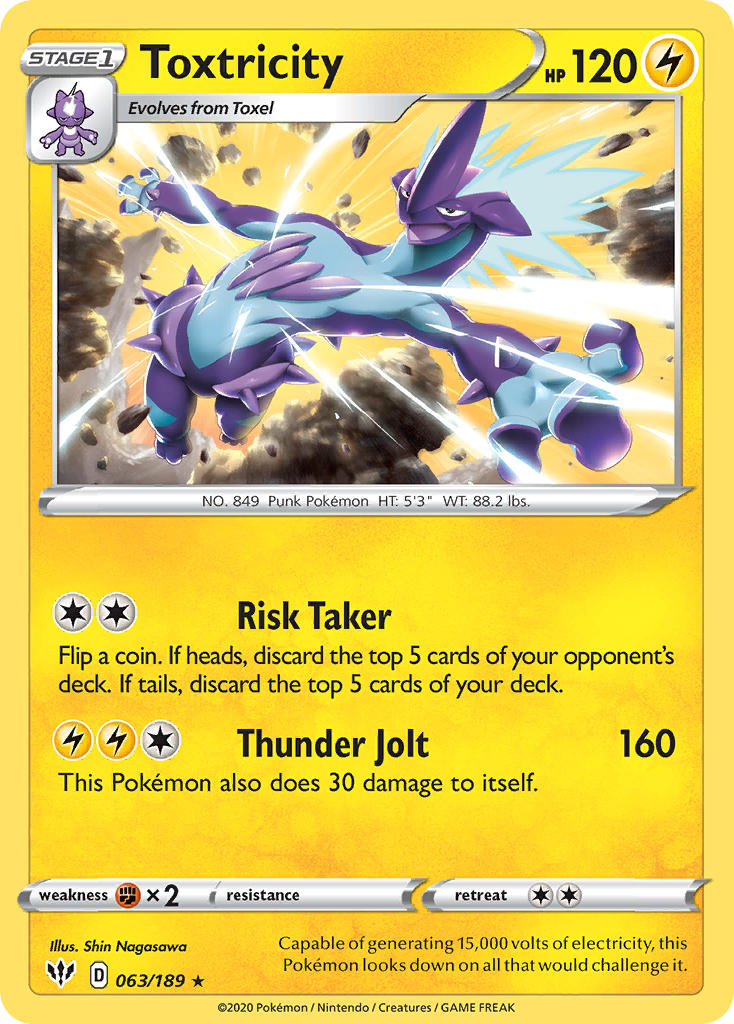 STAGE 1
Toxtricity
HP 120
Evolves from Toxel
NO. 849 Punk Pokémon HT: 5'3" WT: 88.2 lbs.
Risk Taker
Flip a coin. If heads, discard the top 5 cards of your opponent's
deck. If tails, discard the top 5 cards of your deck.
Thunder Jolt 160
This Pokémon also does 30 damage to itself.
weakness ×2 resistance retreat
Illus. Shin Nagasawa
Capable of generating 15,000 volts of electricity, this
Pokémon looks down on all that would challenge it.
D 063/189 ★
©2020 Pokémon / Nintendo / Creatures / GAME FREAK